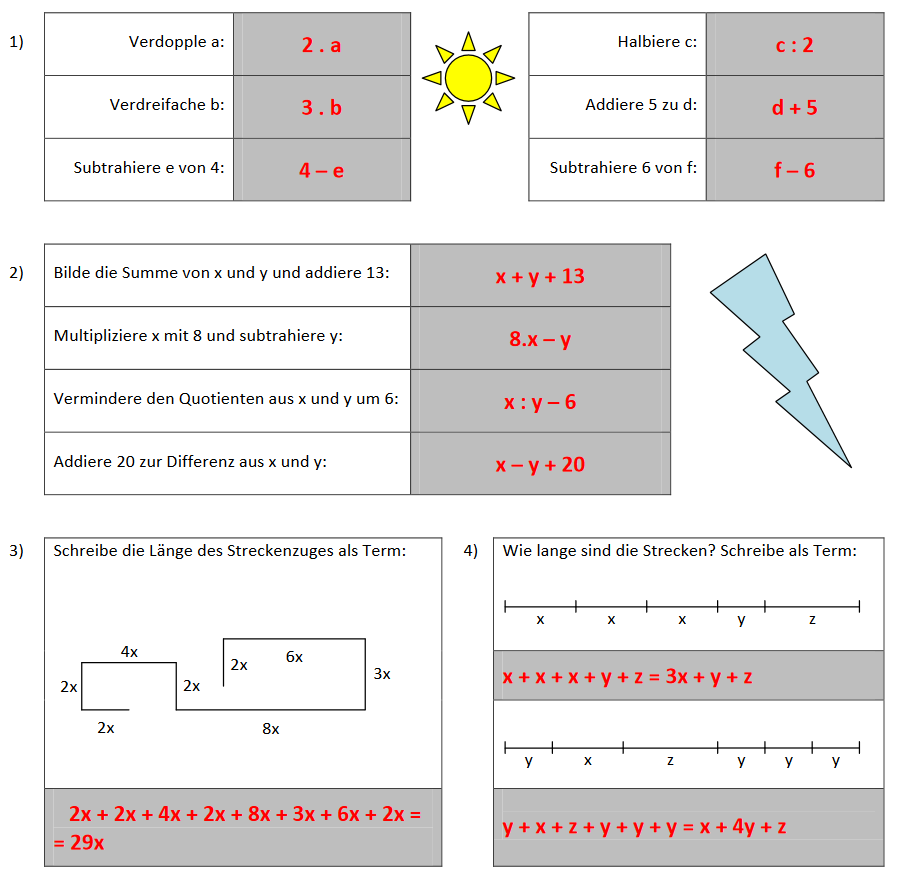 1)
Verdopple a: 2 . a
Verdreifache b: 3 . b
Subtrahiere e von 4: 4 – e
Halbiere c: c : 2
Addiere 5 zu d: d + 5
Subtrahiere 6 von f: f – 6
2)
Bilde die Summe von x und y und addiere 13: x + y + 13
Multipliziere x mit 8 und subtrahiere y: 8.x – y
Vermindere den Quotienten aus x und y um 6: x : y – 6
Addiere 20 zur Differenz aus x und y: x – y + 20
3)
Schreibe die Länge des Streckenzuges als Term:
4x
2x 6x
2x 2x 3x
2x 8x
2x + 2x + 4x + 2x + 8x + 3x + 6x + 2x =
= 29x
4)
Wie lange sind die Strecken? Schreibe als Term:
x x x y z
x + x + x + y + z = 3x + y + z
y x z y y y
y + x + z + y + y + y = x + 4y + z